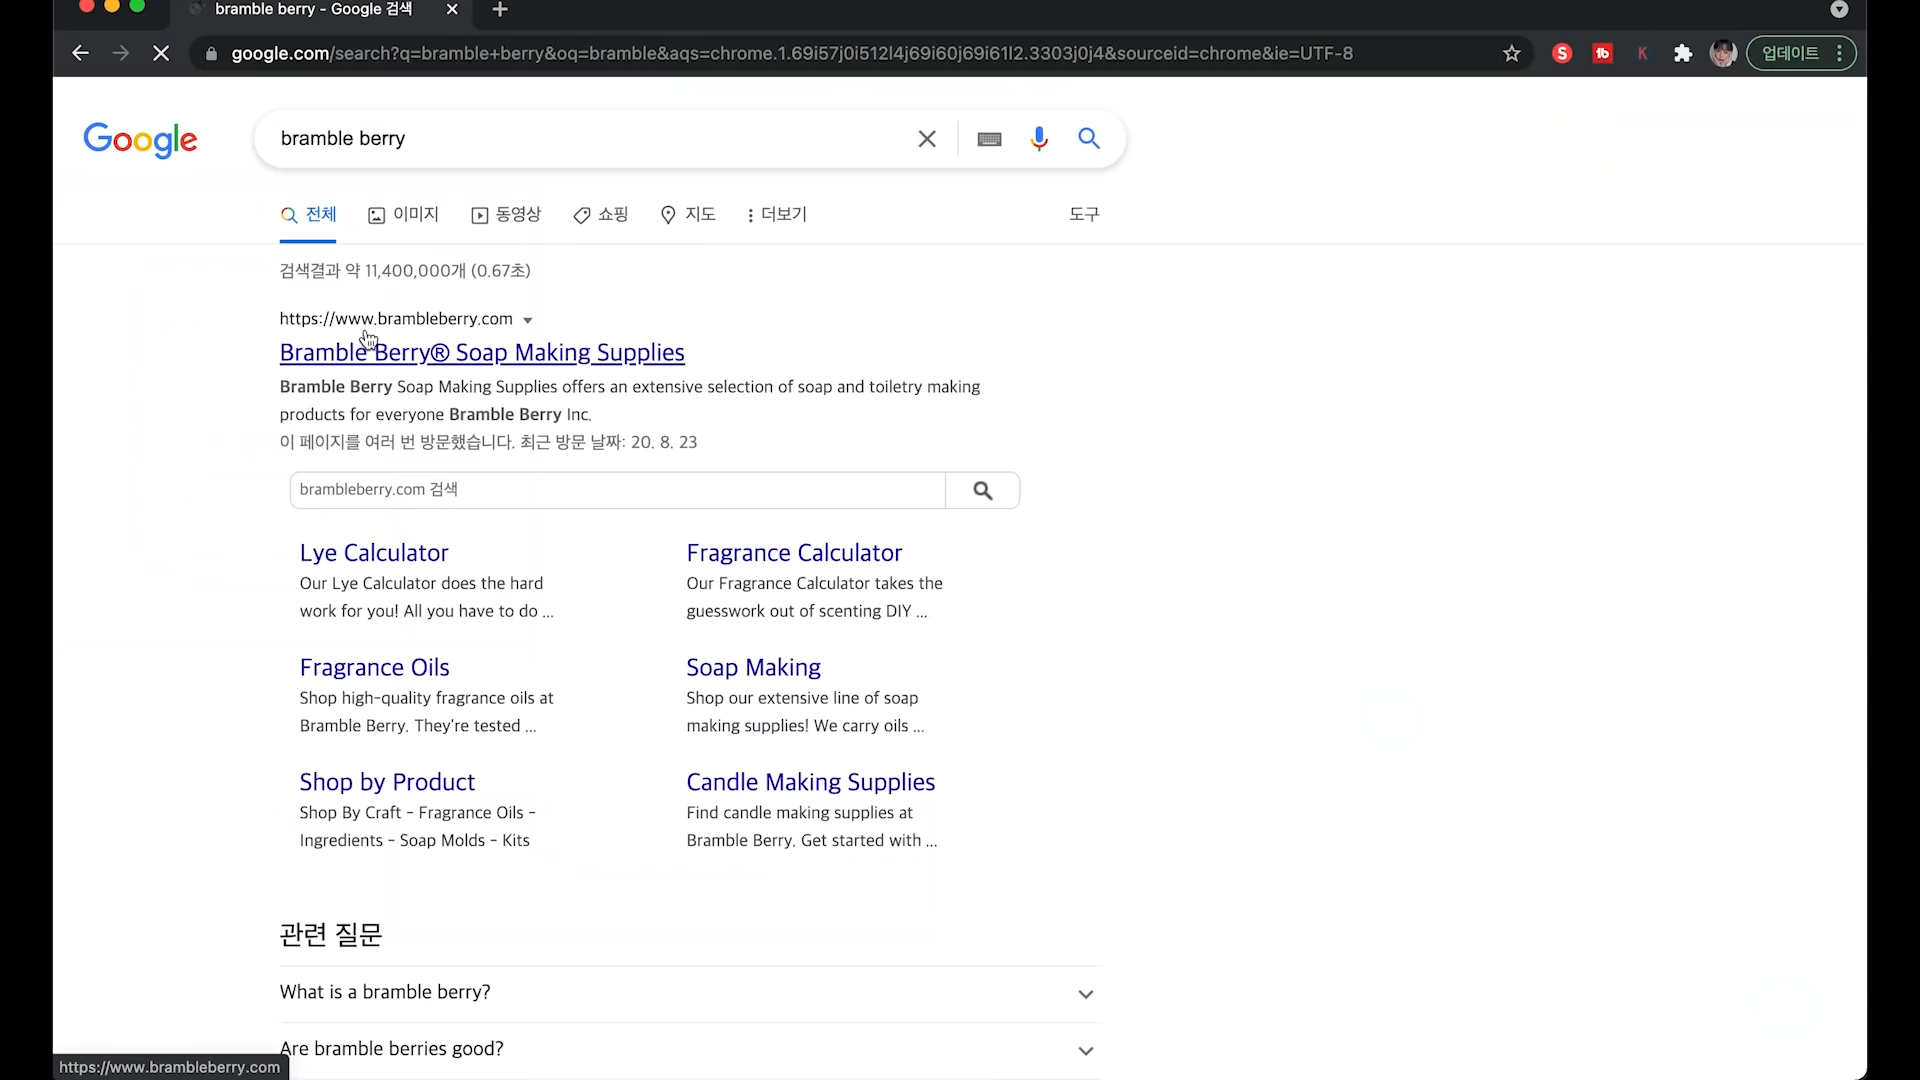 bramble berry - Google 검색
google.com/search?q=bramble+berry&oq=bramble&aqs=chrome.1.69i57j0i512l4j69i60j69i61l2.3303j0j4&sourceid=chrome&ie=UTF-8
S
tb
K
업데이트
Google
bramble berry
전체
이미지
동영상
쇼핑
지도
더보기
도구
검색결과 약 11,400,000개 (0.67초)
https://www.brambleberry.com
Bramble Berry® Soap Making Supplies
Bramble Berry Soap Making Supplies offers an extensive selection of soap and toiletry making
products for everyone Bramble Berry Inc.
이 페이지를 여러 번 방문했습니다. 최근 방문 날짜: 20. 8. 23
brambleberry.com 검색
Lye Calculator
Our Lye Calculator does the hard
work for you! All you have to do ...
Fragrance Calculator
Our Fragrance Calculator takes the
guesswork out of scenting DIY ...
Fragrance Oils
Shop high-quality fragrance oils at
Bramble Berry. They're tested ...
Soap Making
Shop our extensive line of soap
making supplies! We carry oils ...
Shop by Product
Shop By Craft - Fragrance Oils -
Ingredients - Soap Molds - Kits
Candle Making Supplies
Find candle making supplies at
Bramble Berry. Get started with ...
관련 질문
What is a bramble berry?
Are bramble berries good?
https://www.brambleberry.com